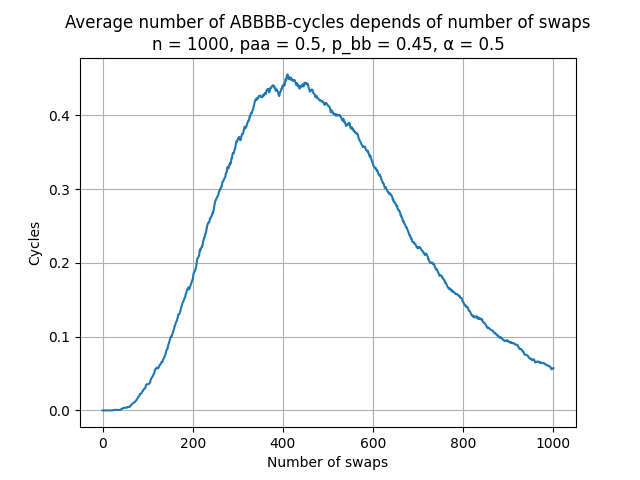 Average number of ABBBB-cycles depends of number of swaps
n = 1000, paa = 0.5, p_bb = 0.45, α = 0.5
Cycles
0.4
0.3
0.2
0.1
0.0
0 200 400 600 800 1000
Number of swaps